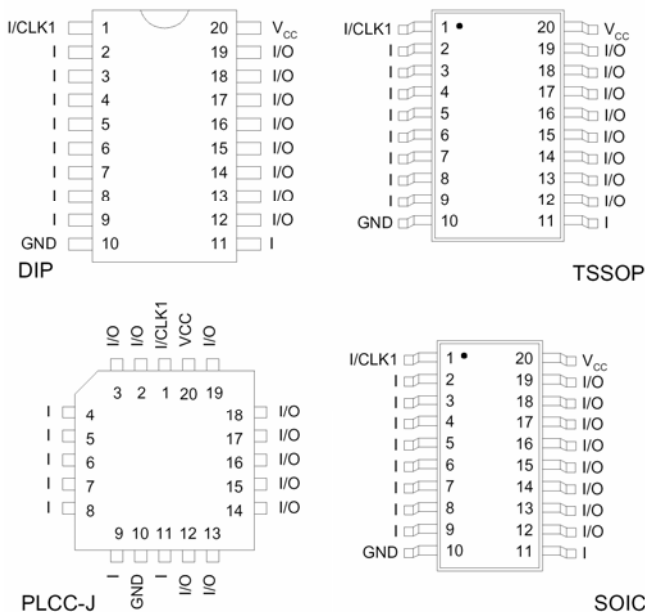 I/CLK1 1 20 VCC
I 2 19 I/O
I 3 18 I/O
I 4 17 I/O
I 5 16 I/O
I 6 15 I/O
I 7 14 I/O
I 8 13 I/O
I 9 12 I/O
GND 10 11 I
DIP
I/CLK1 1 20 VCC
I 2 19 I/O
I 3 18 I/O
I 4 17 I/O
I 5 16 I/O
I 6 15 I/O
I 7 14 I/O
I 8 13 I/O
I 9 12 I/O
GND 10 11 I
TSSOP
I/O I/O I/CLK1 VCC I/O
3 2 1 20 19
I 4 18 I/O
I 5 17 I/O
I 6 16 I/O
I 7 15 I/O
I 8 14 I/O
9 10 11 12 13
I GND I I/O I/O
PLCC-J
I/CLK1 1 20 VCC
I 2 19 I/O
I 3 18 I/O
I 4 17 I/O
I 5 16 I/O
I 6 15 I/O
I 7 14 I/O
I 8 13 I/O
I 9 12 I/O
GND 10 11 I
SOIC